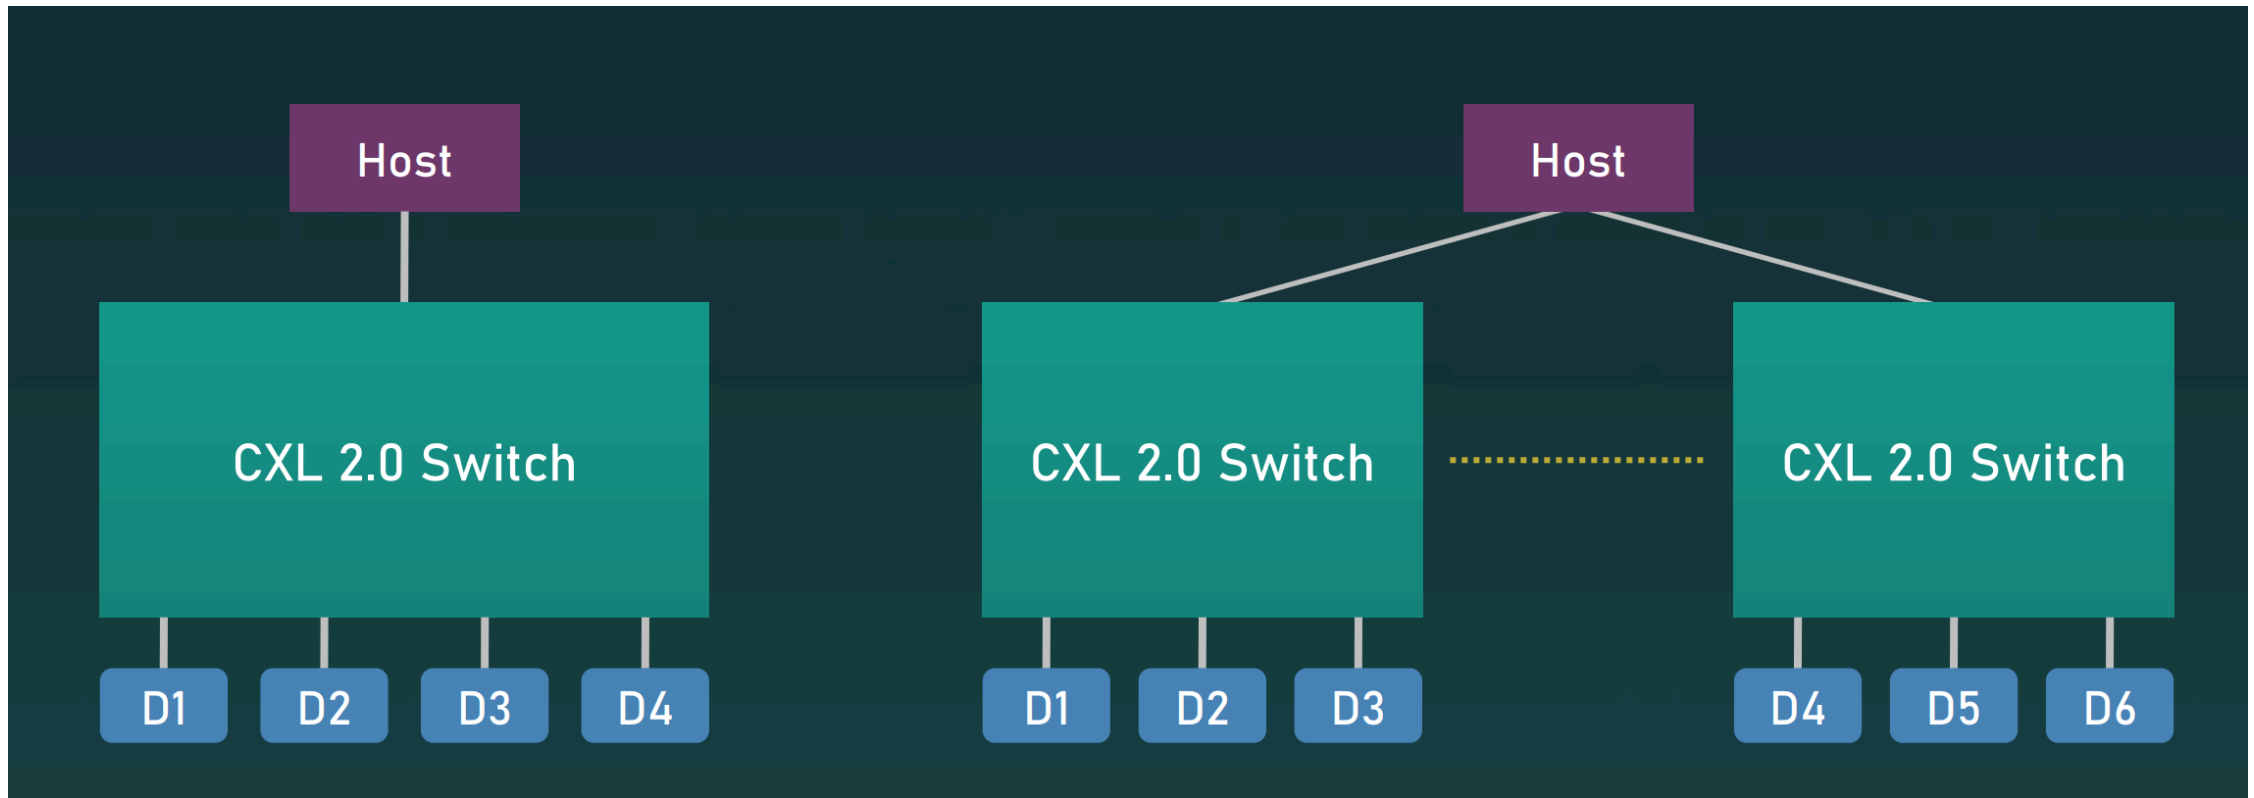 Host
Host
CXL 2.0 Switch
CXL 2.0 Switch
CXL 2.0 Switch
D1
D2
D3
D4
D1
D2
D3
D4
D5
D6